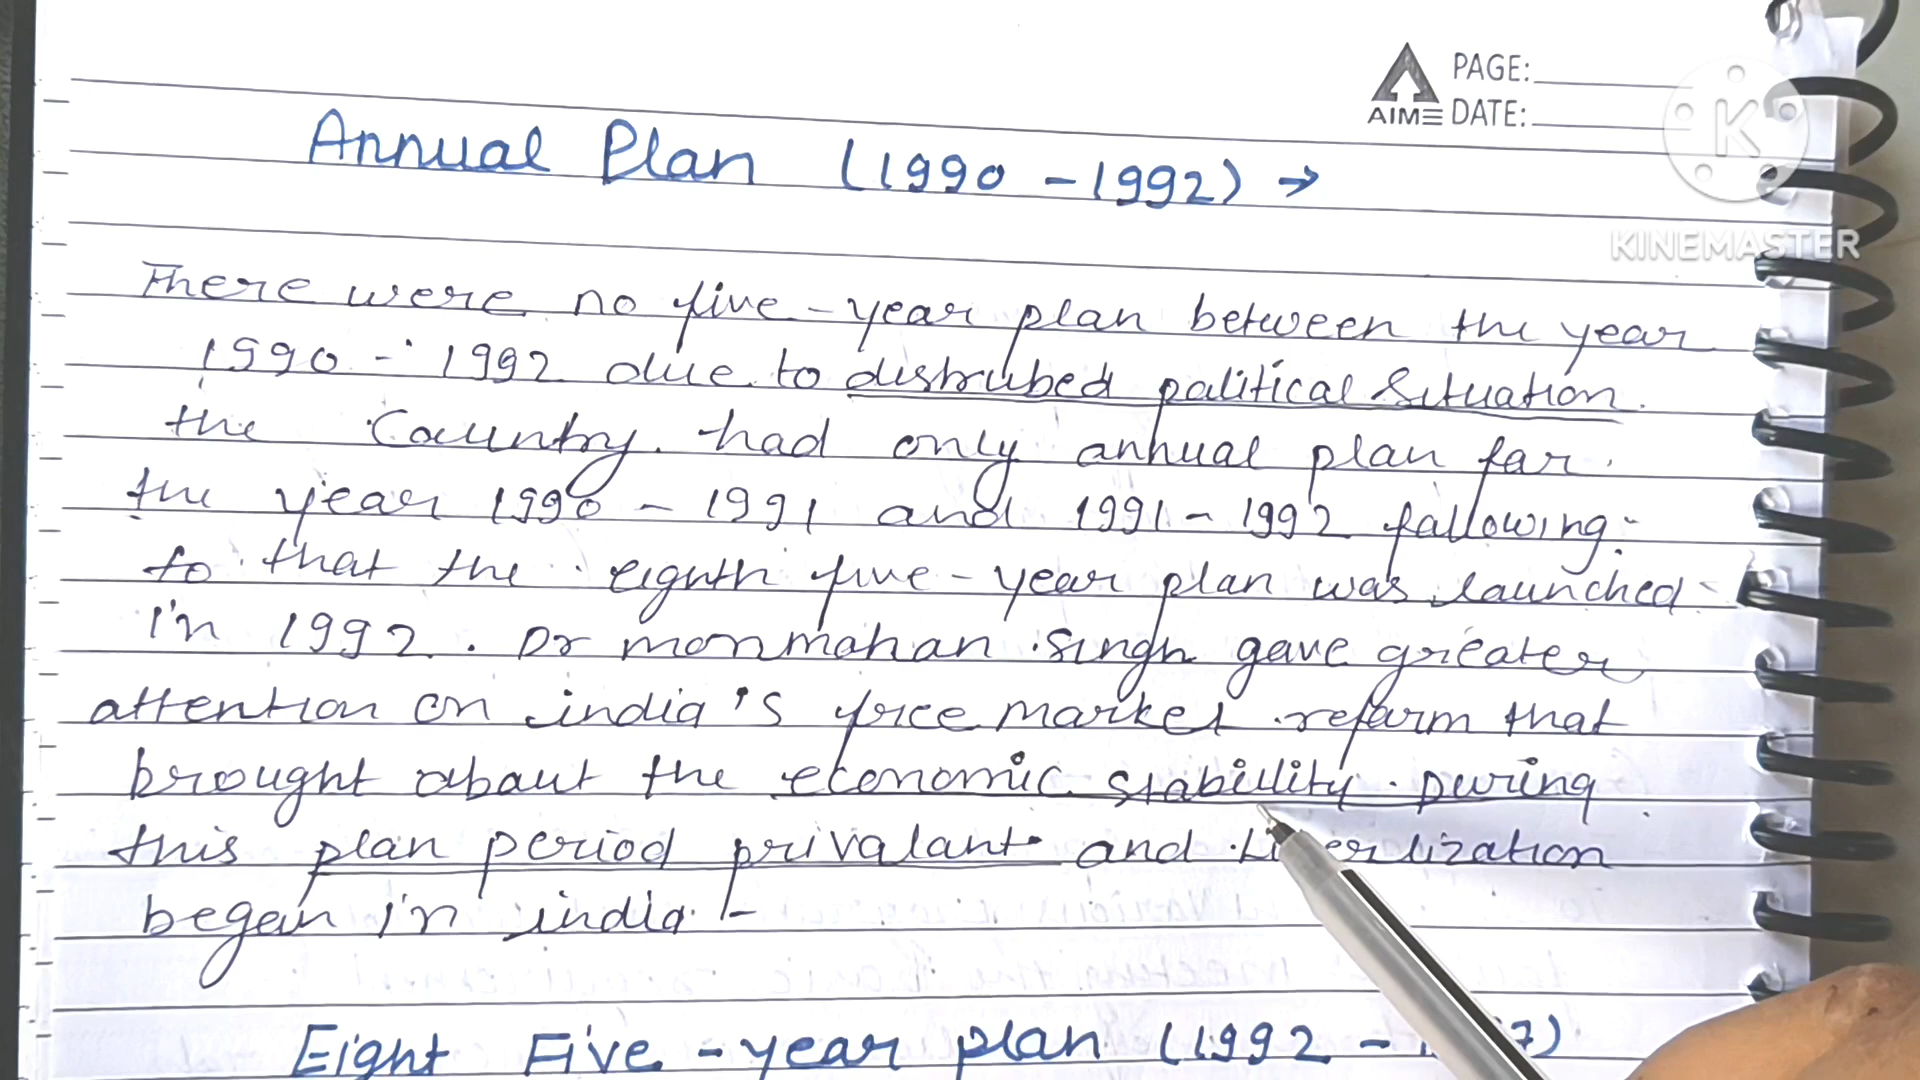 PAGE:
AIM DATE:
KINEMASTER
Annual Plan (1990 - 1992) →
There were no five - year plan between the year
1990 - 1992 due to distrubed palitical Situation.
the Country had only annual plan far
the year 1990 - 1991 and 1991 - 1992 fallowing
to that the eighth five - year plan was launched
in 1992. Dr monmahan singh gave greater
attention on india's free market refarm that
brought about the economic stability. During
this plan period privalant and
began in india. -
Eight Five - year plan (1992 -